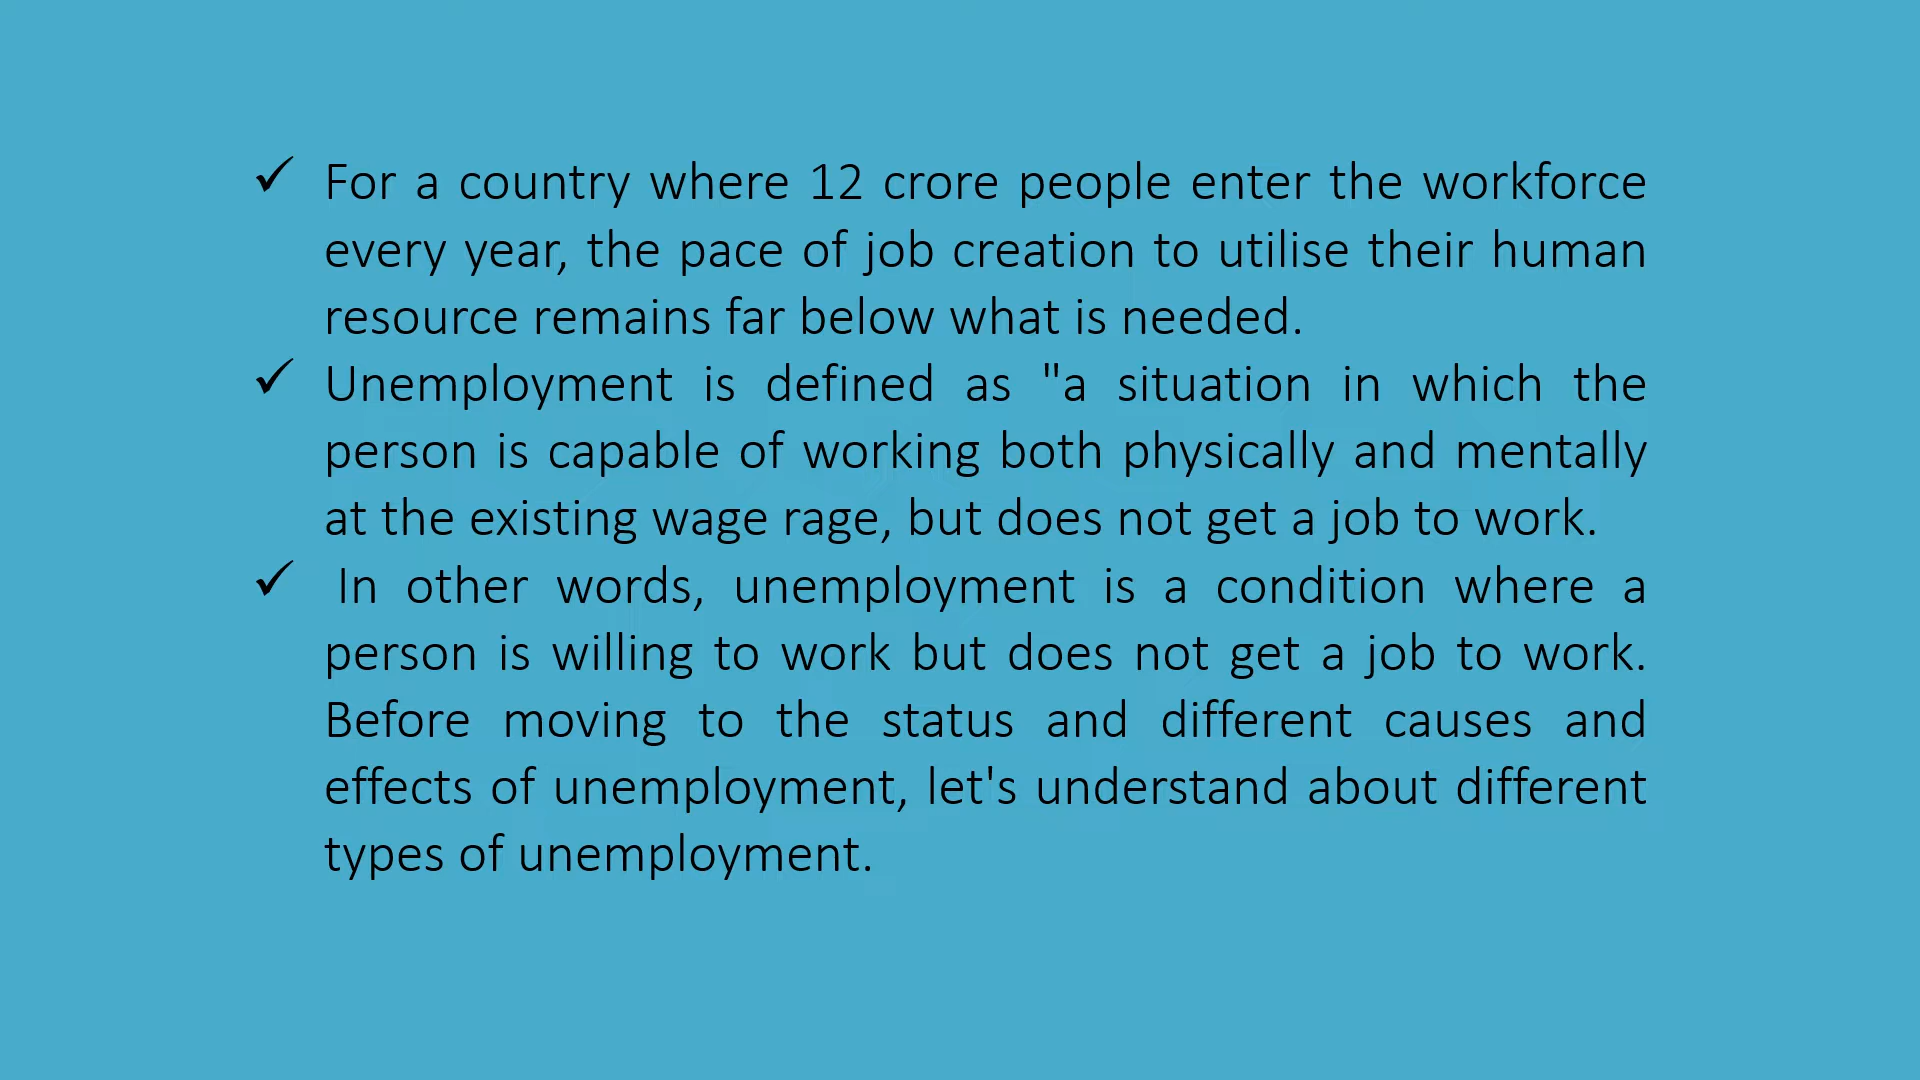 ✓ For a country where 12 crore people enter the workforce
every year, the pace of job creation to utilise their human
resource remains far below what is needed.
✓ Unemployment is defined as "a situation in which the
person is capable of working both physically and mentally
at the existing wage rage, but does not get a job to work.
✓ In other words, unemployment is a condition where a
person is willing to work but does not get a job to work.
Before moving to the status and different causes and
effects of unemployment, let's understand about different
types of unemployment.